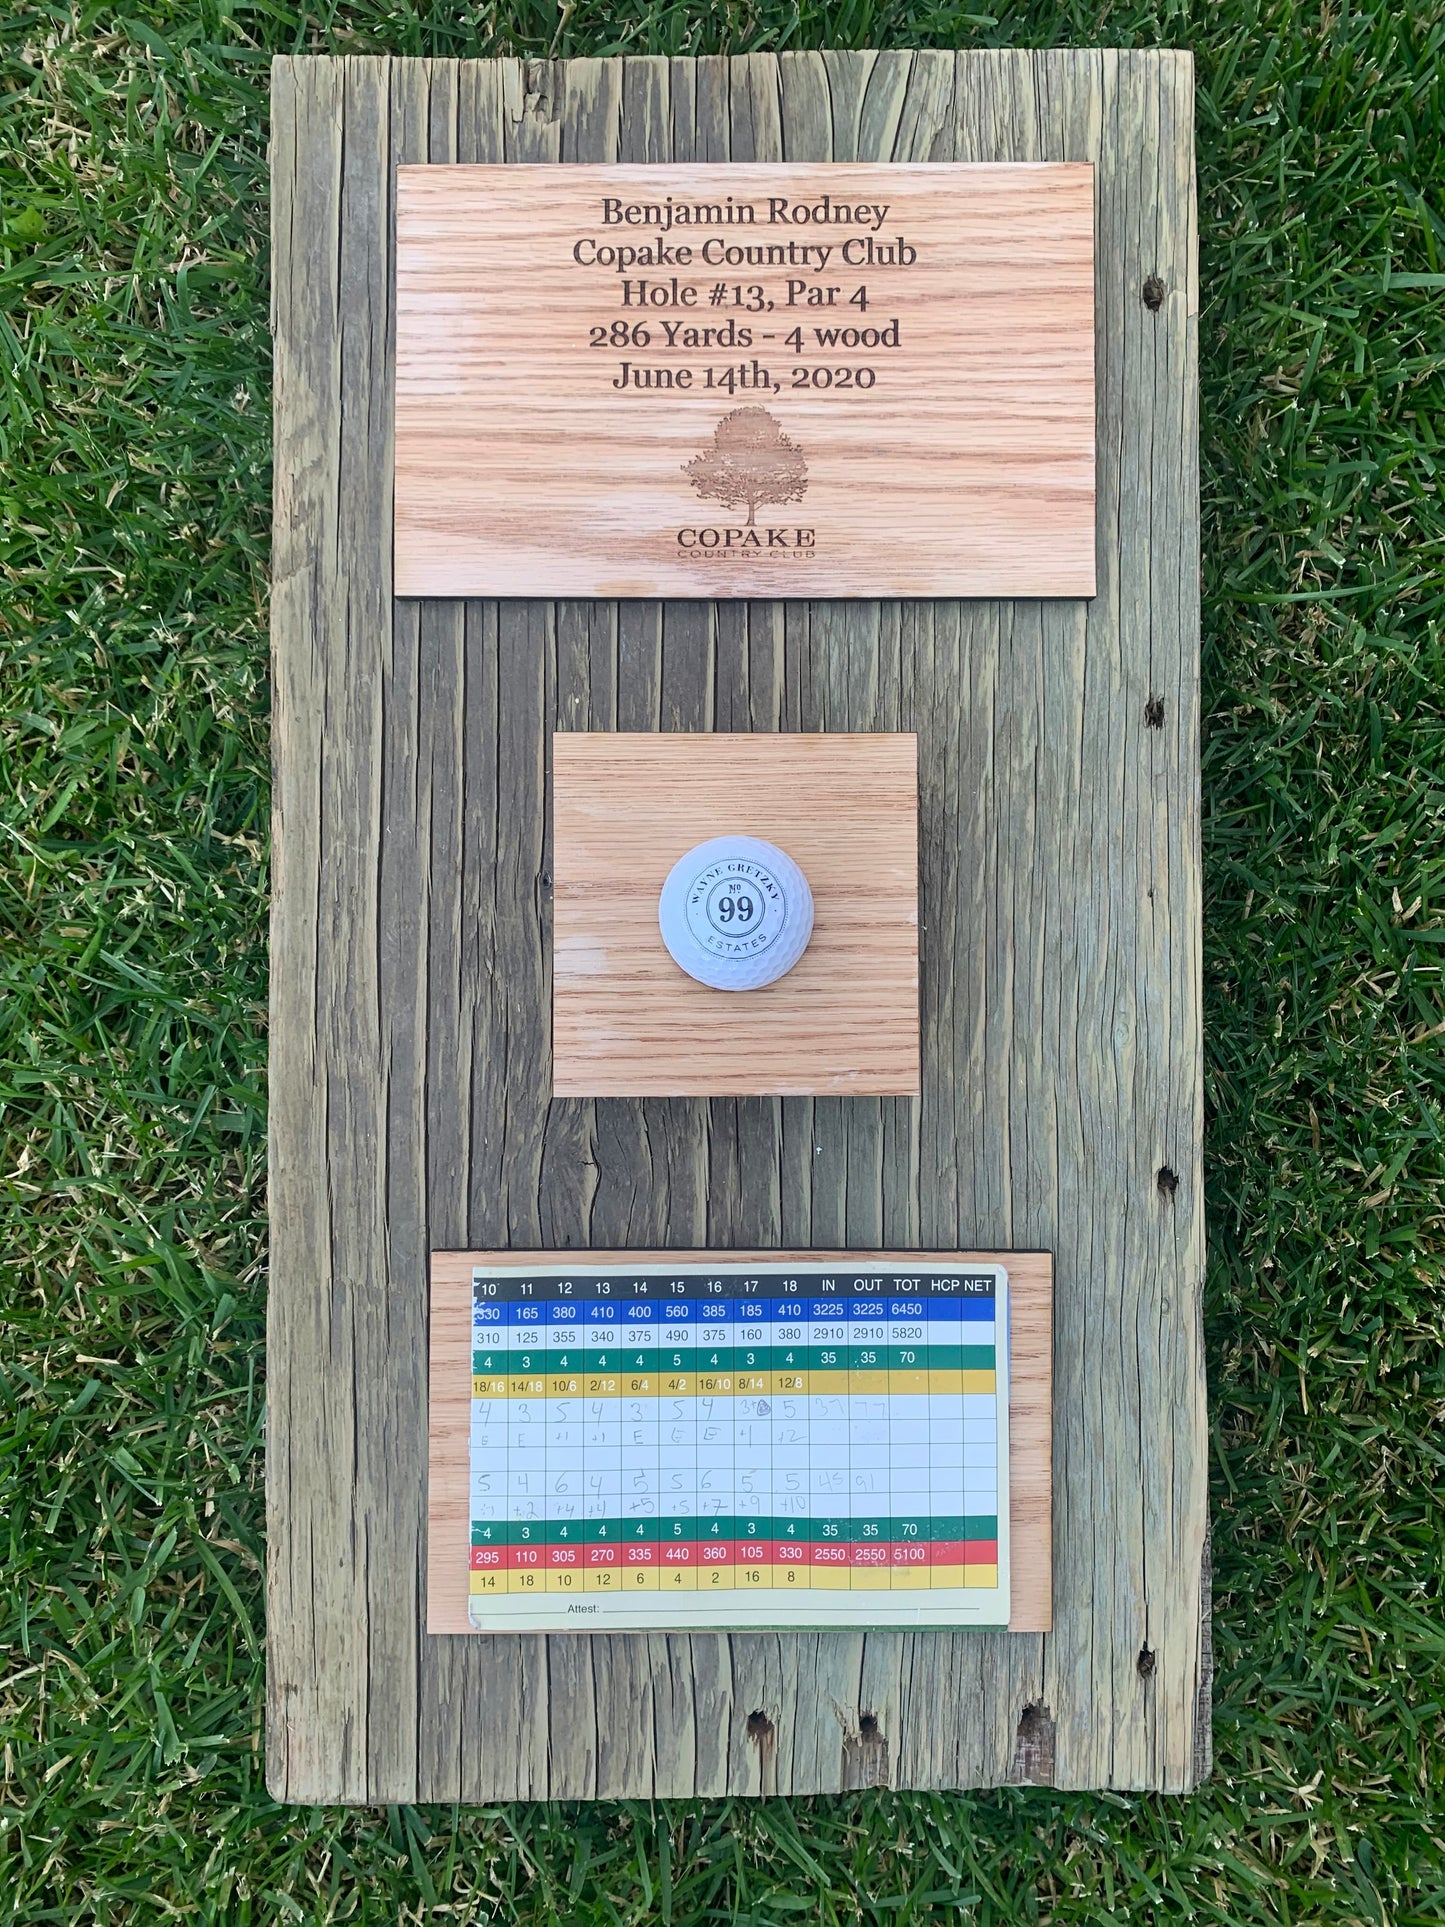 Benjamin Rodney
Copake Country Club
Hole #13, Par 4
286 Yards - 4 wood
June 14th, 2020
COPAKE
COUNTRY CLUB
WAYNE GRETZKY
No
99
ESTATES
10 11 12 13 14 15 16 17 18 IN OUT TOT HCP NET
330 165 380 410 400 560 385 185 410 3225 3225 6450
310 125 355 340 375 490 375 160 380 2910 2910 5820
4 3 4 4 4 5 4 3 4 35 35 70
18/16 14/18 10/6 2/12 6/4 4/2 16/10 8/14 12/8
4 3 5 4 3 5 4 5 37 77
E E +1 +1 E E E +1 +2
5 4 6 4 5 5 6 5 5 45 91
+2 +4 +4 +5 +5 +7 +9 +10
4 3 4 4 4 5 4 3 4 35 35 70
295 110 305 270 335 440 360 105 330 2550 2550 5100
14 18 10 12 6 4 2 16 8
Attest: